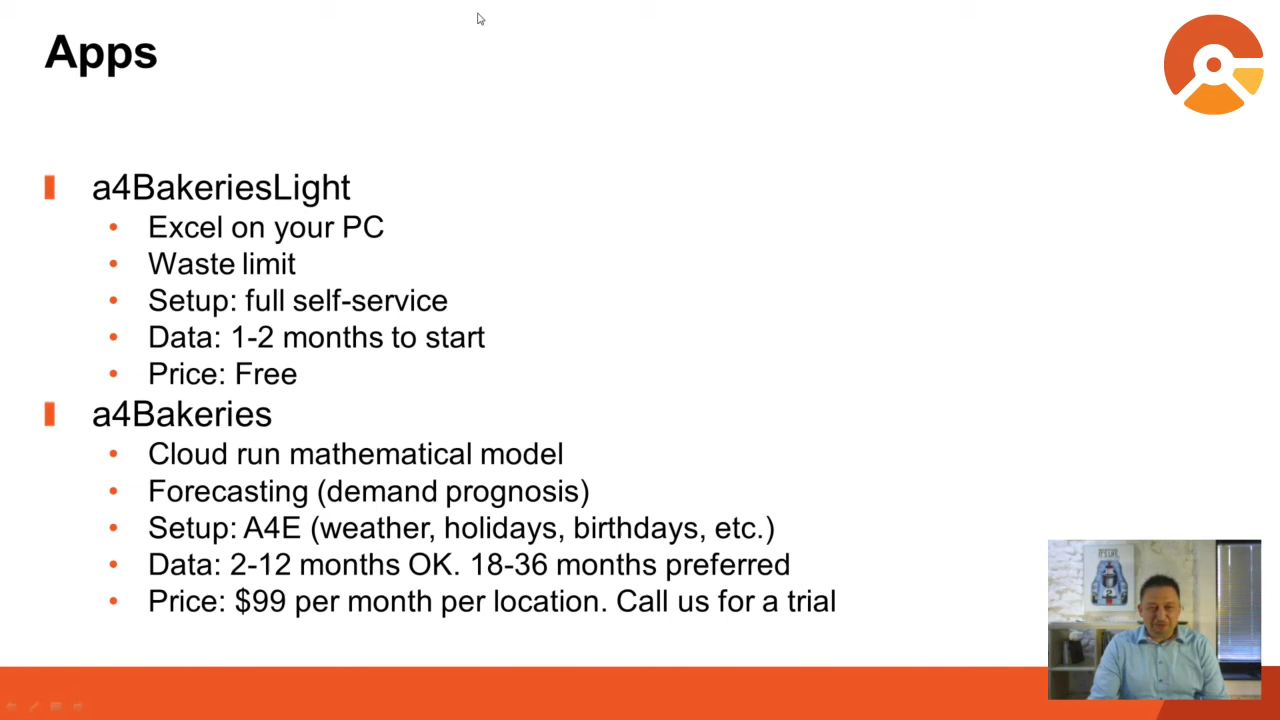 Apps
a4BakeriesLight
Excel on your PC
Waste limit
Setup: full self-service
Data: 1-2 months to start
Price: Free
a4Bakeries
Cloud run mathematical model
Forecasting (demand prognosis)
Setup: A4E (weather, holidays, birthdays, etc.)
Data: 2-12 months OK. 18-36 months preferred
Price: $99 per month per location. Call us for a trial